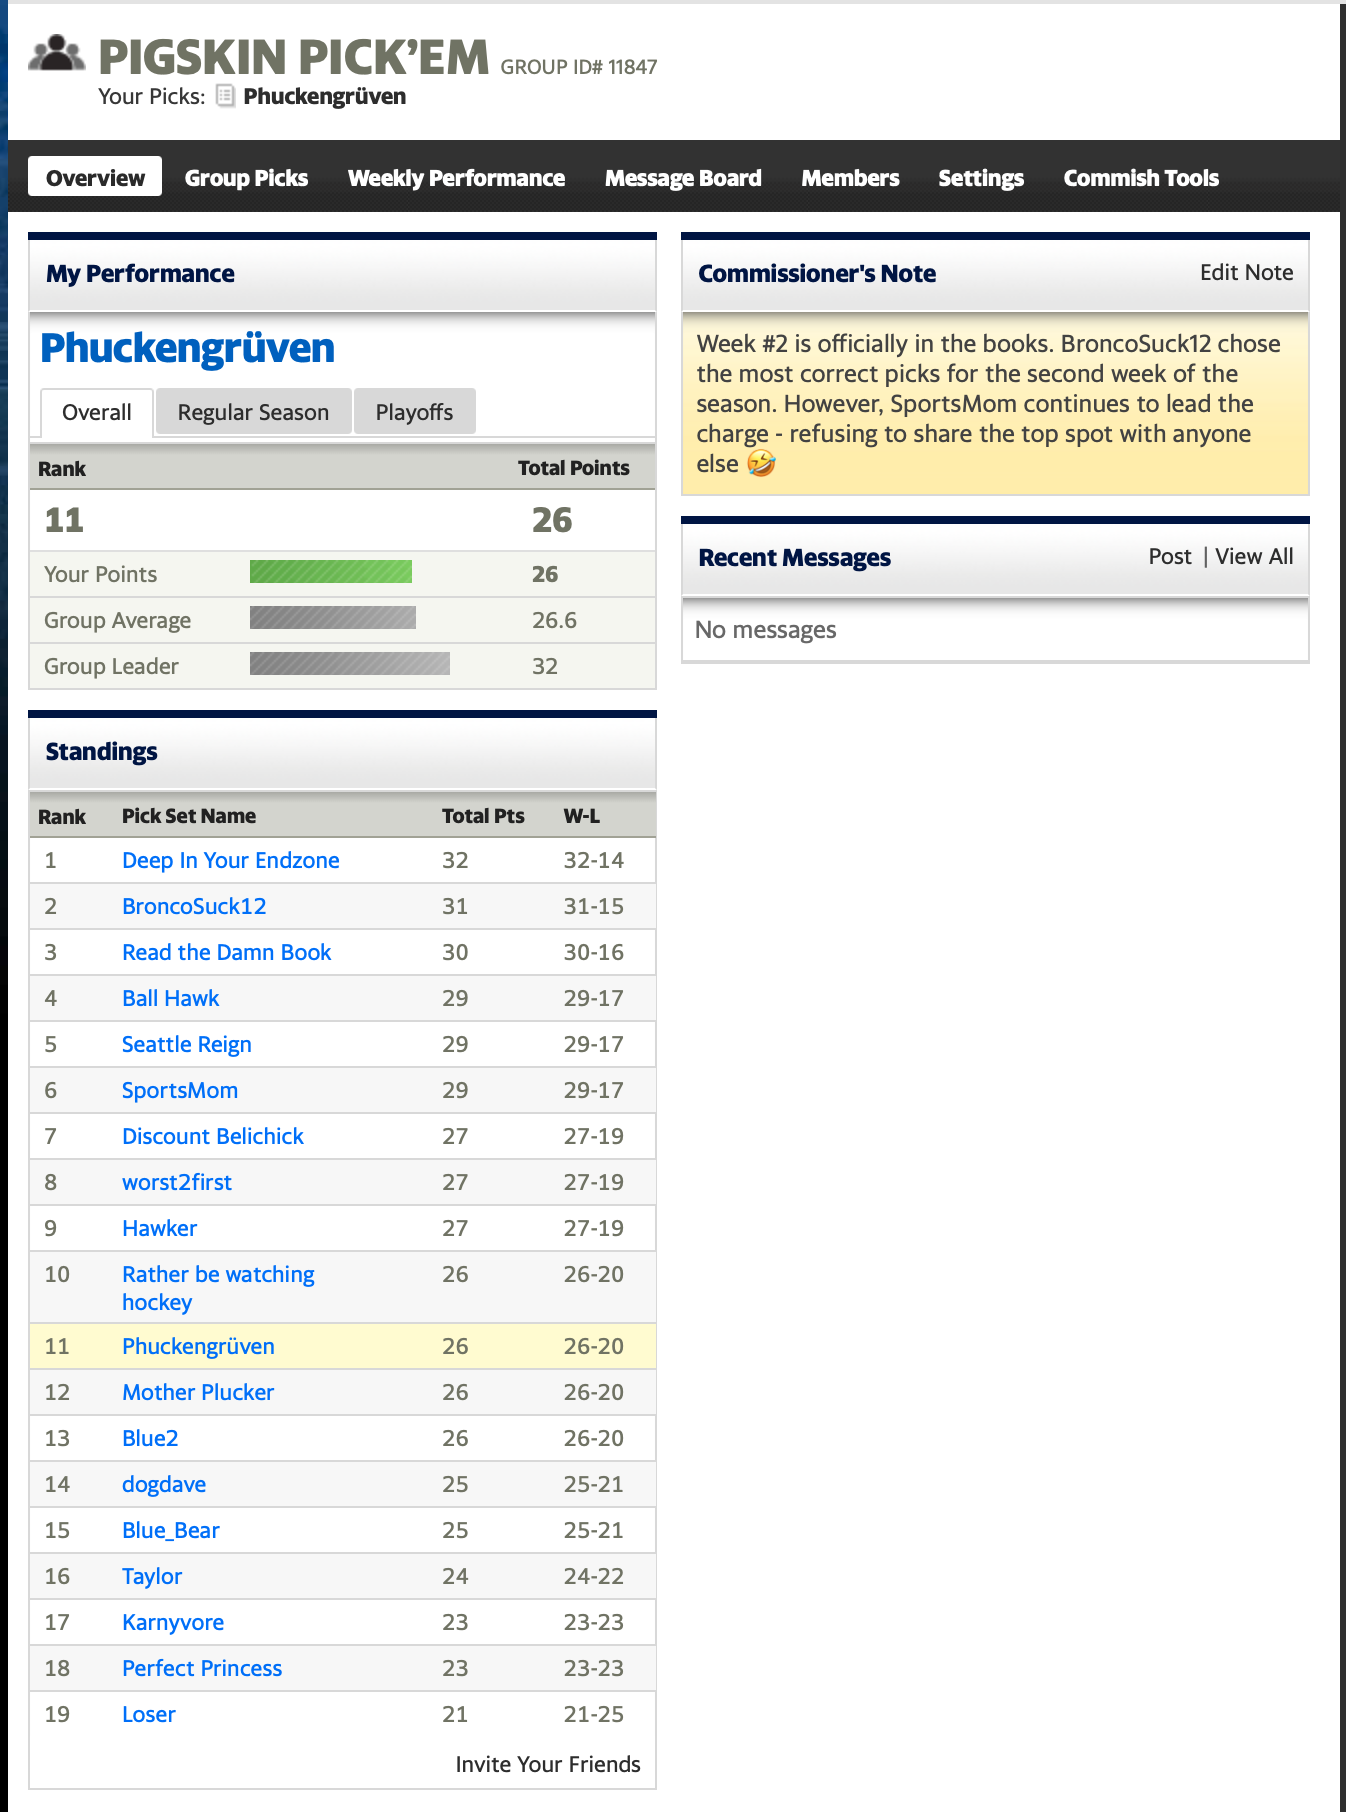 PIGSKIN PICK'EM GROUP ID# 11847
Your Picks: Phuckengrüven
Overview Group Picks Weekly Performance Message Board Members Settings Commish Tools
My Performance
Phuckengrüven
Overall Regular Season Playoffs
Rank Total Points
11 26
Your Points 26
Group Average 26.6
Group Leader 32
Standings
Rank Pick Set Name Total Pts W-L
1 Deep In Your Endzone 32 32-14
2 BroncoSuck12 31 31-15
3 Read the Damn Book 30 30-16
4 Ball Hawk 29 29-17
5 Seattle Reign 29 29-17
6 SportsMom 29 29-17
7 Discount Belichick 27 27-19
8 worst2first 27 27-19
9 Hawker 27 27-19
10 Rather be watching 26 26-20
hockey
11 Phuckengrüven 26 26-20
12 Mother Plucker 26 26-20
13 Blue2 26 26-20
14 dogdave 25 25-21
15 Blue_Bear 25 25-21
16 Taylor 24 24-22
17 Karnyvore 23 23-23
18 Perfect Princess 23 23-23
19 Loser 21 21-25
Invite Your Friends
Commissioner's Note Edit Note
Week #2 is officially in the books. BroncoSuck12 chose
the most correct picks for the second week of the
season. However, SportsMom continues to lead the
charge - refusing to share the top spot with anyone
else 🤣
Recent Messages Post | View All
No messages